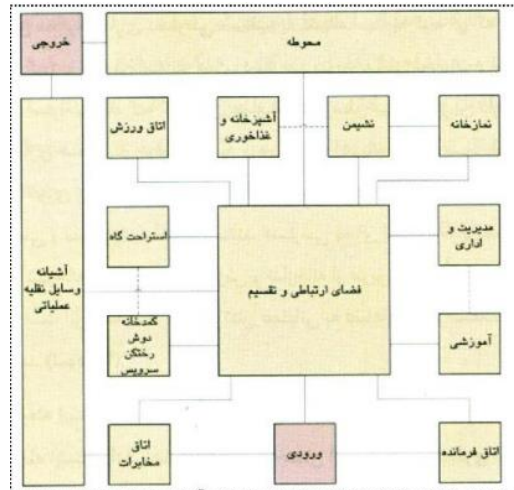 خروجی
محوطه
نمازخانه
نشیمن
آشپزخانه و
غذاخوری
اتاق ورزش
مدیریت و
اداری
فضای ارتباطی و تقسیم
استراحت گاه
آشیانه
وسایل نقلیه
عملیاتی
آموزشی
کمدخانه
دوش
رختکن
سرویس
اتاق فرمانده
ورودی
اتاق
مخابرات